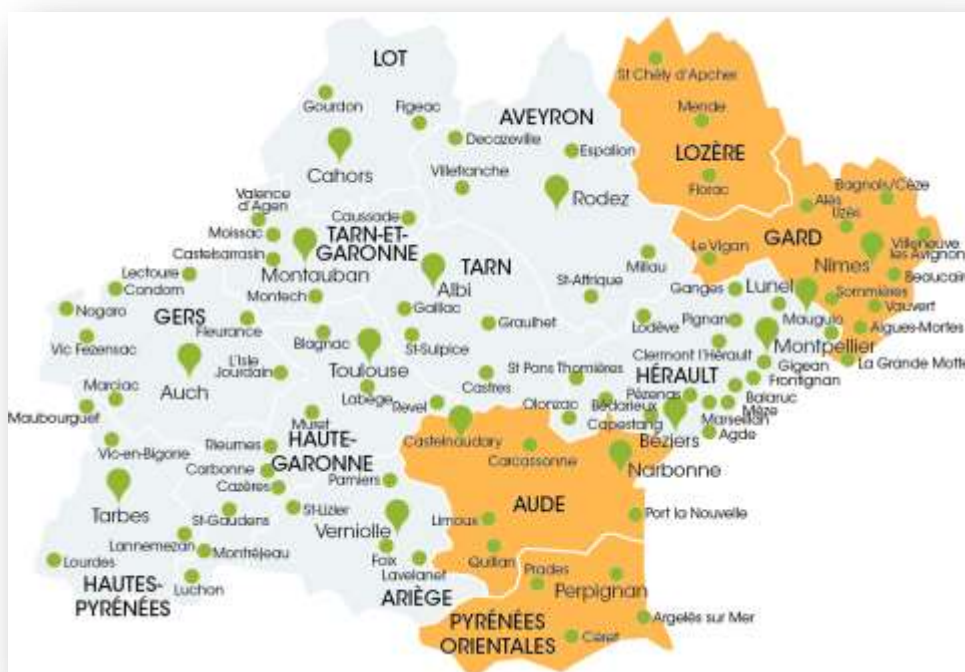 LOT
St Chély d'Apcher
Gourdon
Figeac
AVEYRON
Mende
Decazeville
Espalion
LOZÈRE
Cahors
Villefranche
Rodez
Florac
Bagnols/Cèze
Valence
d'Agen
Caussade
Alès
Uzès
Moissac
TARN-ET-
GARONNE
GARD
Villeneuve
les Avignon
Castelsarrasin
Le Vigan
Montauban
TARN
Millau
Nîmes
Lectoure
Albi
St-Affrique
Beaucaire
Condom
Montech
Ganges
Lunel
Sommières
Nogaro
GERS
Gaillac
Vauvert
Fleurance
Graulhet
Lodève
Pignan
Mauguio
Aigues-Mortes
Vic Fezensac
Blagnac
St-Sulpice
Clermont l'Hérault
Montpellier
L'Isle
Jourdain
Toulouse
St Pons Thomières
Gigean
La Grande Motte
Auch
HÉRAULT
Frontignan
Marciac
Labège
Castres
Pézenas
Balaruc
Maubourguet
Revel
Olonzac
Bédarieux
Mèze
Muret
Capestang
Marseillan
Castelnaudary
Béziers
Agde
Vic-en-Bigorre
Rieumes
HAUTE-
GARONNE
Carcassonne
Narbonne
Carbonne
Cazères
Pamiers
AUDE
Tarbes
St-Gaudens
St-Lizier
Verniolle
Limoux
Port la Nouvelle
Lannemezan
Montréjeau
Lourdes
Foix
Lavelanet
Quillan
Prades
HAUTES-
PYRÉNÉES
Luchon
ARIÈGE
Perpignan
PYRÉNÉES
ORIENTALES
Argelès sur Mer
Céret